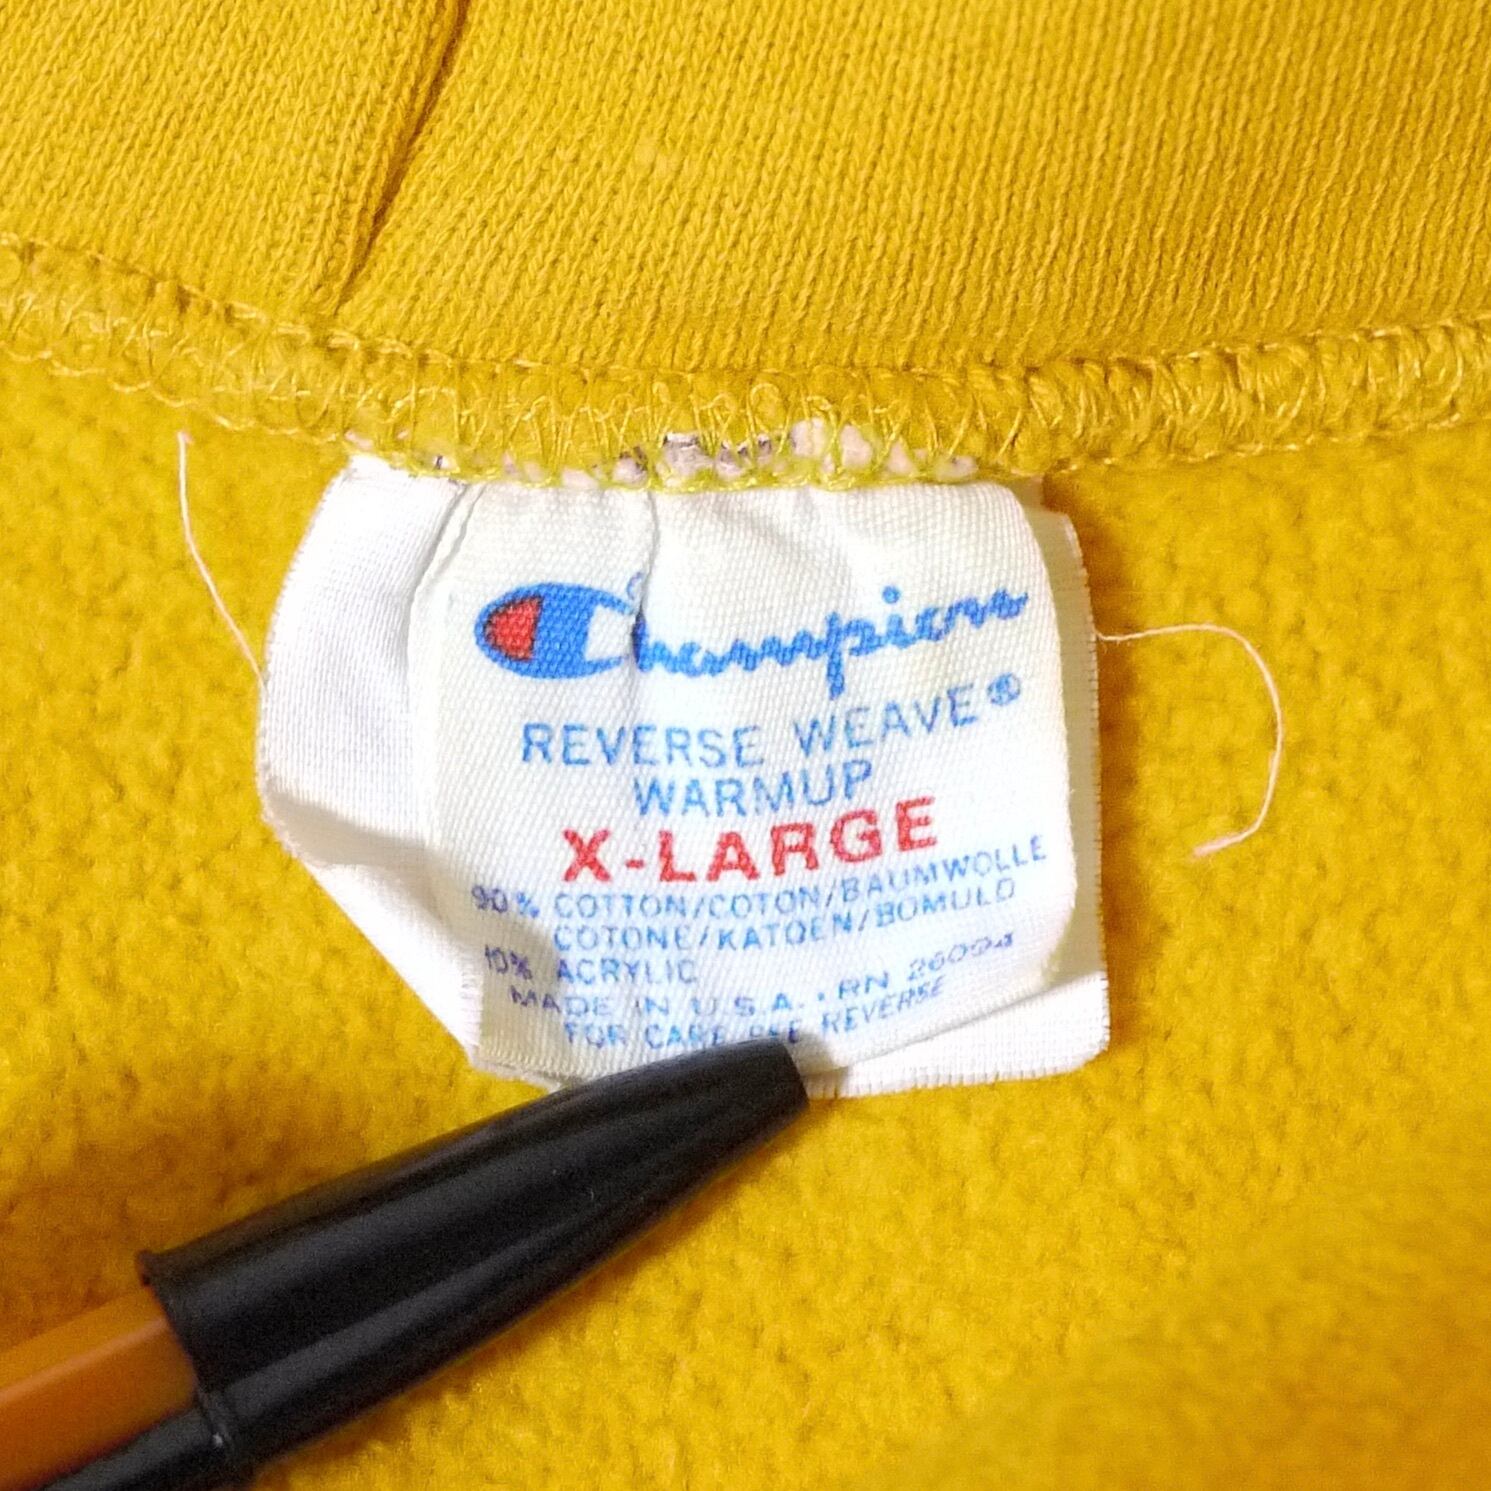 Champion
REVERSE WEAVE®
WARMUP
X-LARGE
90% COTTON/COTON/BAUMWOLLE
COTONE/KATOEN/BOMULD
10% ACRYLIC
MADE IN U.S.A. · RN 26094
FOR CARE SEE REVERSE